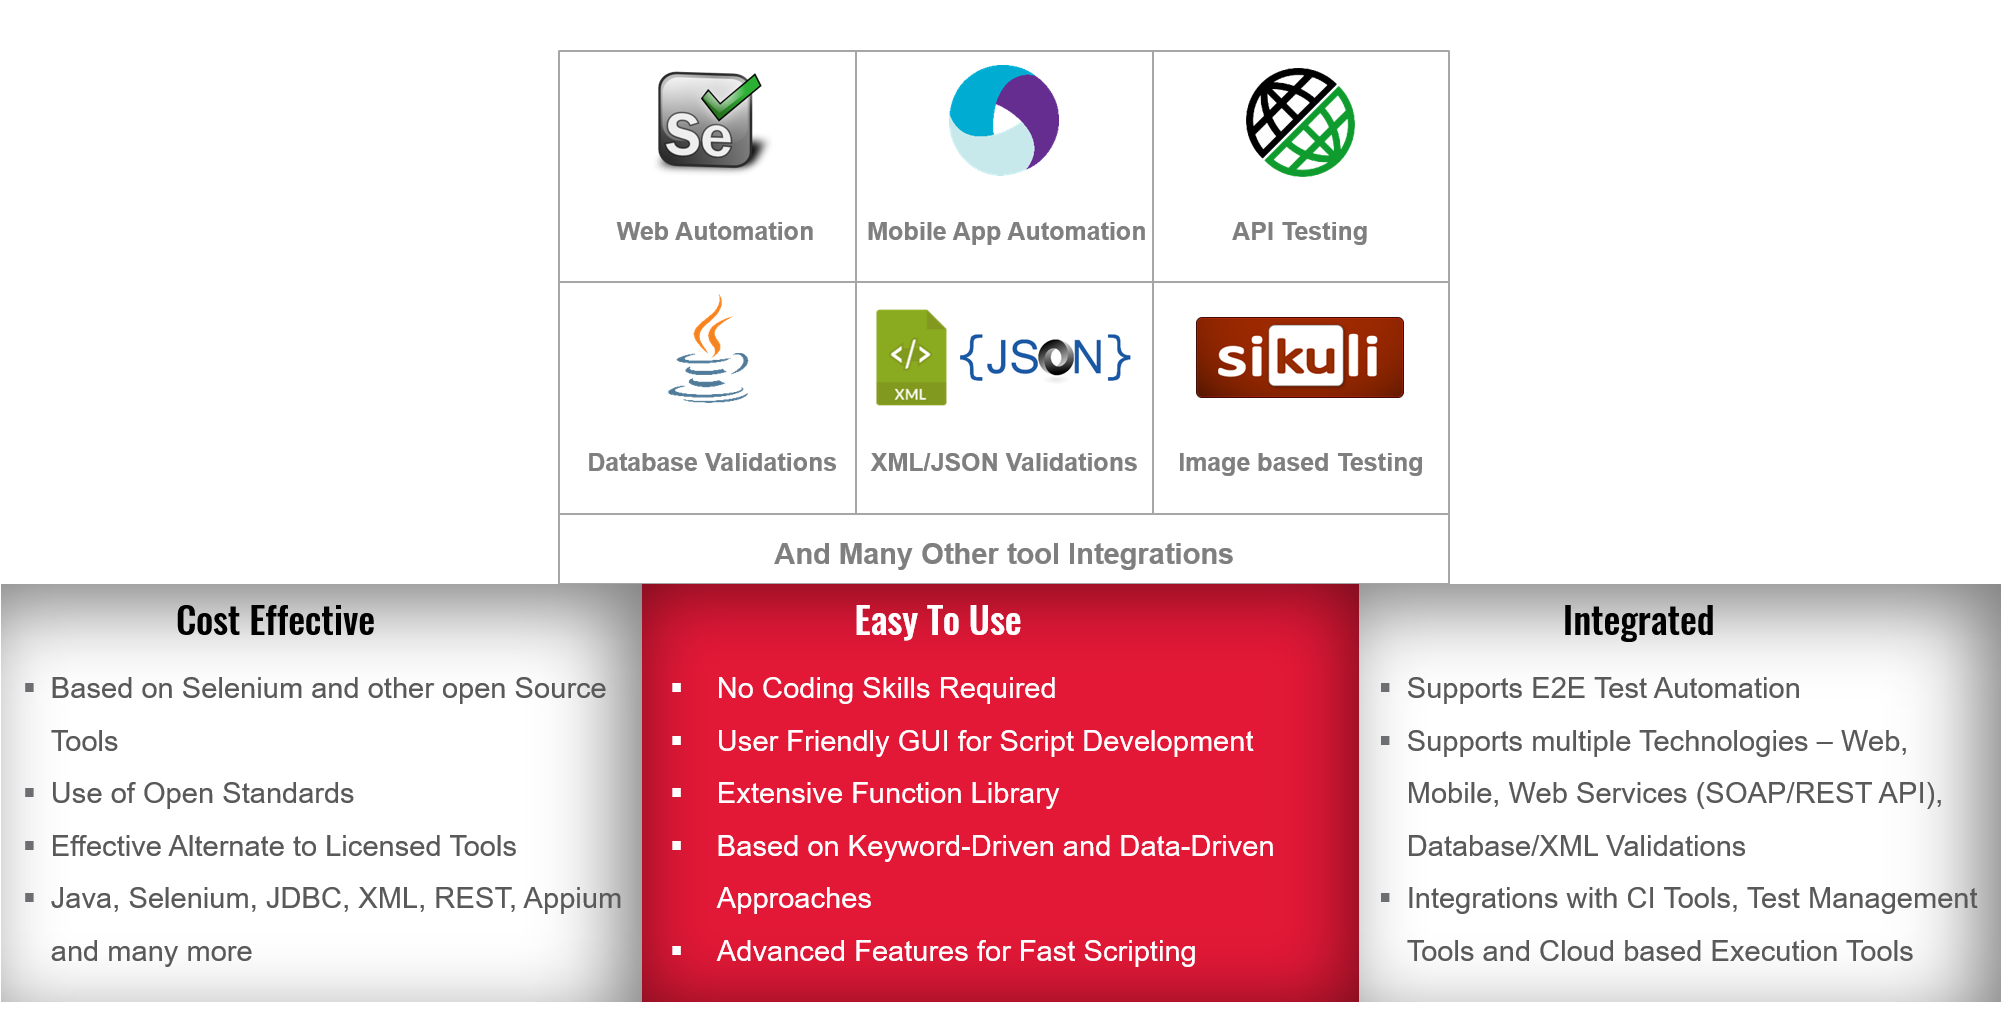 Se
Web Automation
Mobile App Automation
API Testing
</>
XML
{JSON}
sikuli
Database Validations
XML/JSON Validations
Image based Testing
And Many Other tool Integrations
Cost Effective
▪ Based on Selenium and other open Source
Tools
▪ Use of Open Standards
▪ Effective Alternate to Licensed Tools
▪ Java, Selenium, JDBC, XML, REST, Appium
and many more
Easy To Use
▪ No Coding Skills Required
▪ User Friendly GUI for Script Development
▪ Extensive Function Library
▪ Based on Keyword-Driven and Data-Driven
Approaches
▪ Advanced Features for Fast Scripting
Integrated
▪ Supports E2E Test Automation
▪ Supports multiple Technologies – Web,
Mobile, Web Services (SOAP/REST API),
Database/XML Validations
▪ Integrations with CI Tools, Test Management
Tools and Cloud based Execution Tools